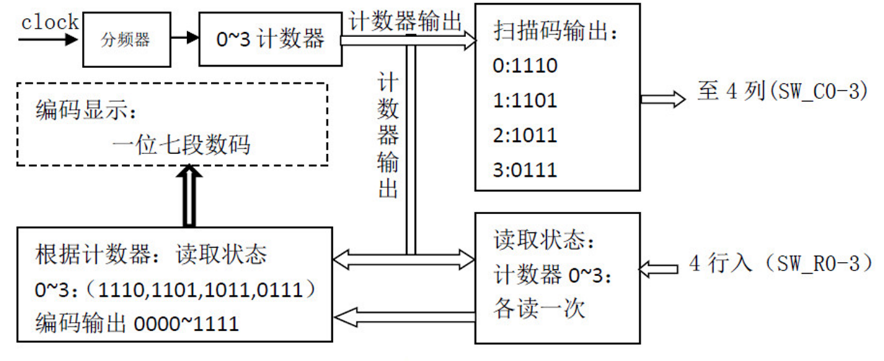 clock
分频器
0~3 计数器
计数器输出
扫描码输出：
0:1110
1:1101
2:1011
3:0111
至 4 列(SW_C0-3)
编码显示：
一位七段数码
计数器输出
根据计数器：读取状态
0~3：（1110,1101,1011,0111）
编码输出 0000~1111
读取状态：
计数器 0~3：
各读一次
4 行入（SW_R0-3）